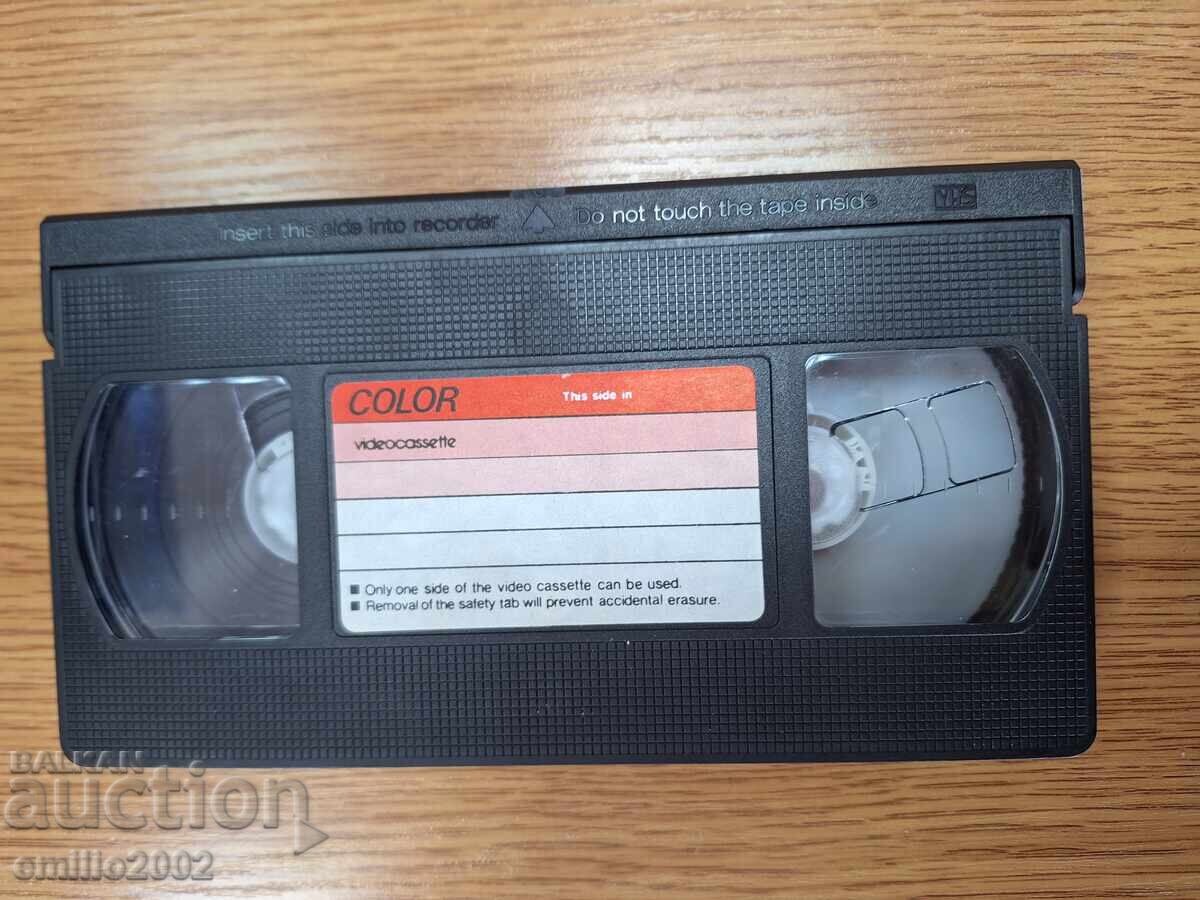 Insert this side into recorder Do not touch the tape inside VHS
COLOR This side in
videocassette
■ Only one side of the video cassette can be used.
■ Removal of the safety tab will prevent accidental erasure.
BALKAN
auction
emillo2002